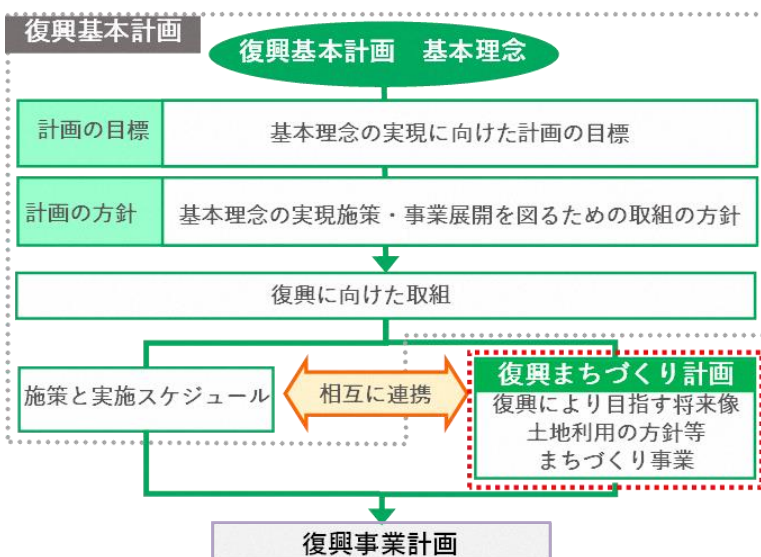 復興基本計画
復興基本計画　基本理念
計画の目標
基本理念の実現に向けた計画の目標
計画の方針
基本理念の実現施策・事業展開を図るための取組の方針
復興に向けた取組
施策と実施スケジュール
相互に連携
復興まちづくり計画
復興により目指す将来像
土地利用の方針等
まちづくり事業
復興事業計画